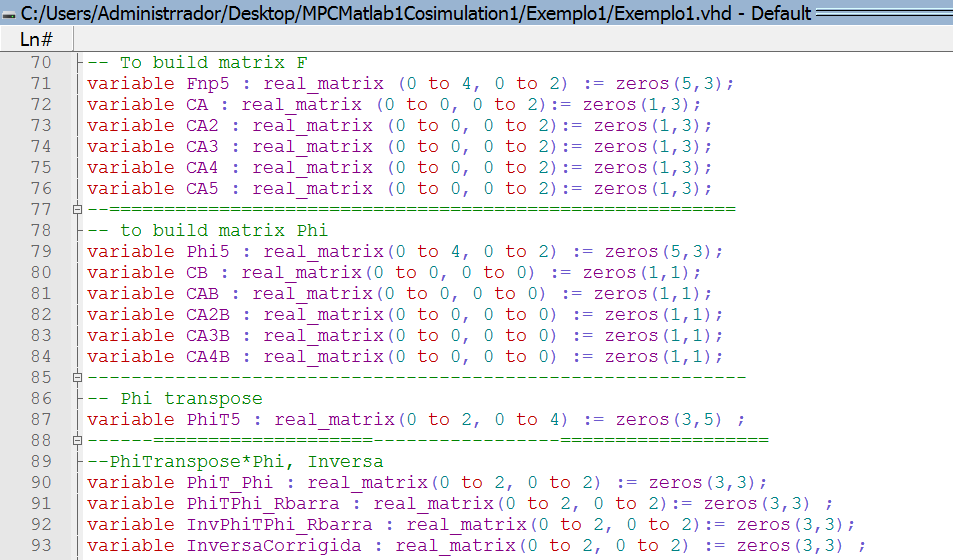 C:/Users/Administrrador/Desktop/MPCMatlab1Cosimulation1/Exemplo1/Exemplo1.vhd - Default
Ln#
70 -- To build matrix F
71 variable Fnp5 : real_matrix (0 to 4, 0 to 2) := zeros(5,3);
72 variable CA : real_matrix (0 to 0, 0 to 2):= zeros(1,3);
73 variable CA2 : real_matrix (0 to 0, 0 to 2):= zeros(1,3);
74 variable CA3 : real_matrix (0 to 0, 0 to 2):= zeros(1,3);
75 variable CA4 : real_matrix (0 to 0, 0 to 2):= zeros(1,3);
76 variable CA5 : real_matrix (0 to 0, 0 to 2):= zeros(1,3);
77 --=========================================================
78 -- to build matrix Phi
79 variable Phi5 : real_matrix(0 to 4, 0 to 2) := zeros(5,3);
80 variable CB : real_matrix(0 to 0, 0 to 0) := zeros(1,1);
81 variable CAB : real_matrix(0 to 0, 0 to 0) := zeros(1,1);
82 variable CA2B : real_matrix(0 to 0, 0 to 0) := zeros(1,1);
83 variable CA3B : real_matrix(0 to 0, 0 to 0) := zeros(1,1);
84 variable CA4B : real_matrix(0 to 0, 0 to 0) := zeros(1,1);
85 ------------------------------------------------------------
86 -- Phi transpose
87 variable PhiT5 : real_matrix(0 to 2, 0 to 4) := zeros(3,5) ;
88 ------====================-----------------===================
89 --PhiTranspose*Phi, Inversa
90 variable PhiT_Phi : real_matrix(0 to 2, 0 to 2) := zeros(3,3);
91 variable PhiTPhi_Rbarra : real_matrix(0 to 2, 0 to 2):= zeros(3,3) ;
92 variable InvPhiTPhi_Rbarra : real_matrix(0 to 2, 0 to 2):= zeros(3,3);
93 variable InversaCorrigida : real_matrix(0 to 2, 0 to 2) := zeros(3,3) ;